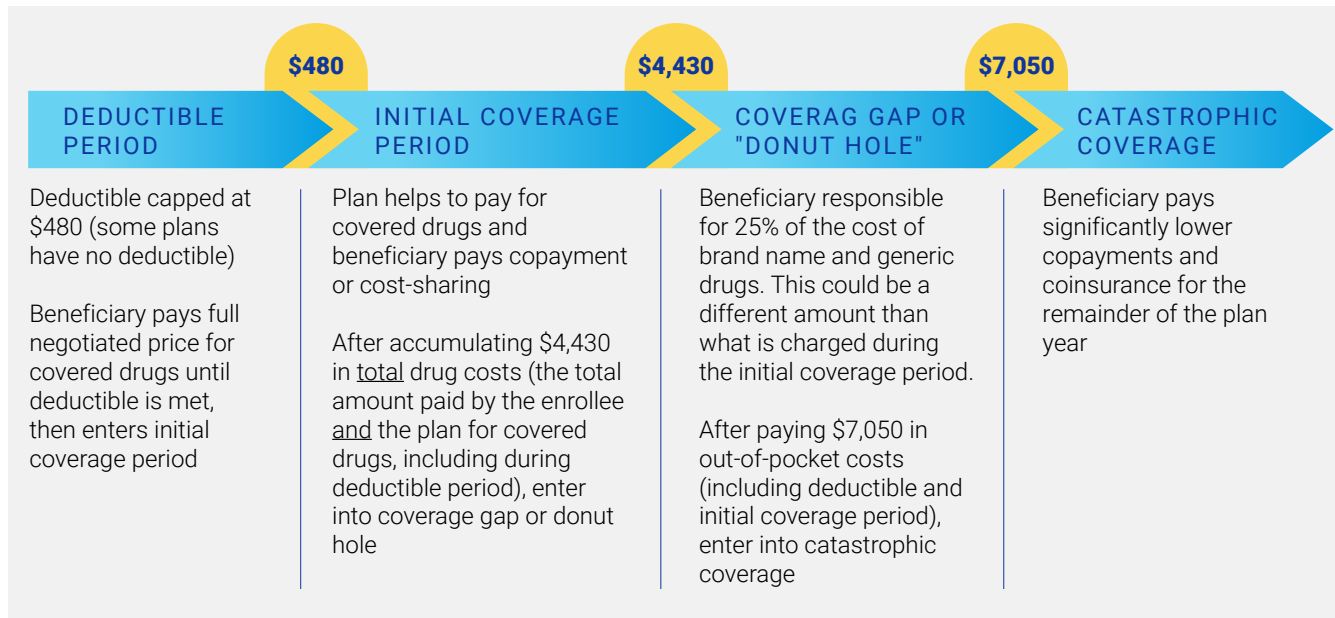 $480
$4,430
$7,050
DEDUCTIBLE
PERIOD
INITIAL COVERAGE
PERIOD
COVERAG GAP OR
"DONUT HOLE"
CATASTROPHIC
COVERAGE
Deductible capped at
$480 (some plans
have no deductible)
Beneficiary pays full
negotiated price for
covered drugs until
deductible is met,
then enters initial
coverage period
Plan helps to pay for
covered drugs and
beneficiary pays copayment
or cost-sharing
After accumulating $4,430
in total drug costs (the total
amount paid by the enrollee
and the plan for covered
drugs, including during
deductible period), enter
into coverage gap or donut
hole
Beneficiary responsible
for 25% of the cost of
brand name and generic
drugs. This could be a
different amount than
what is charged during
the initial coverage period.
After paying $7,050 in
out-of-pocket costs
(including deductible and
initial coverage period),
enter into catastrophic
coverage
Beneficiary pays
significantly lower
copayments and
coinsurance for the
remainder of the plan
year